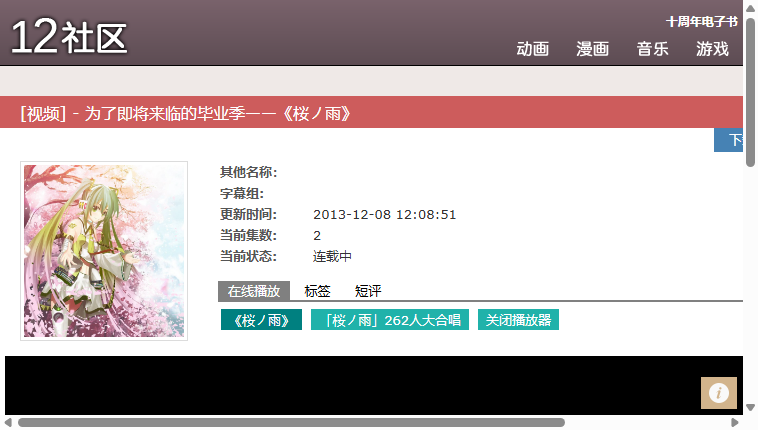 12社区
十周年电子书
动画 漫画 音乐 游戏
[视频] - 为了即将来临的毕业季——《桜ノ雨》
其他名称:
字幕组:
更新时间: 2013-12-08 12:08:51
当前集数: 2
当前状态: 连载中
在线播放 标签 短评
《桜ノ雨》 「桜ノ雨」262人大合唱 关闭播放器